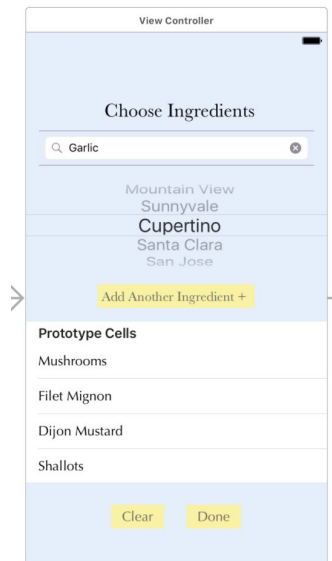 View Controller
Choose Ingredients
Garlic
Mountain View
Sunnyvale
Cupertino
Santa Clara
San Jose
Add Another Ingredient +
Prototype Cells
Mushrooms
Filet Mignon
Dijon Mustard
Shallots
Clear Done